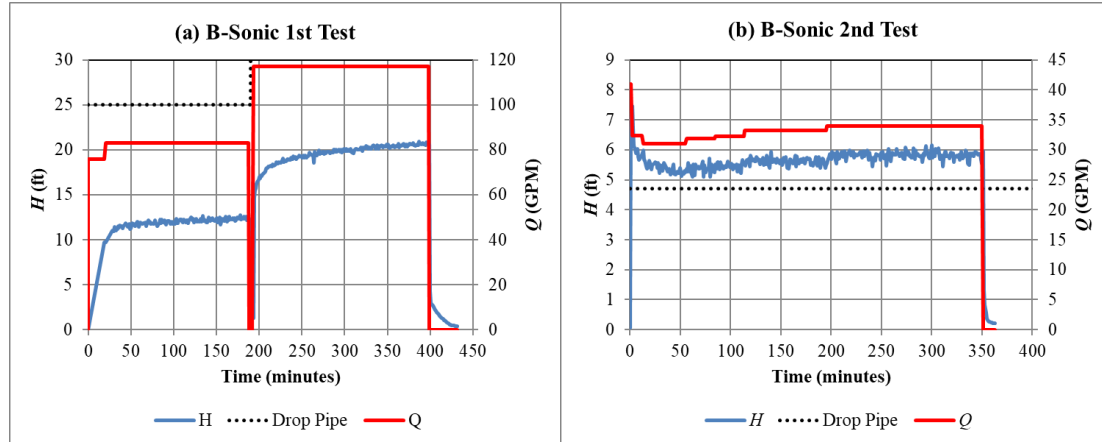 (a) B-Sonic 1st Test
30
25
20
15
10
5
0
H (ft)
120
100
80
60
40
20
0
Q (GPM)
0 50 100 150 200 250 300 350 400 450
Time (minutes)
H Drop Pipe Q
(b) B-Sonic 2nd Test
9
8
7
6
5
4
3
2
1
0
H (ft)
45
40
35
30
25
20
15
10
5
0
Q (GPM)
0 50 100 150 200 250 300 350 400
Time (minutes)
H Drop Pipe Q